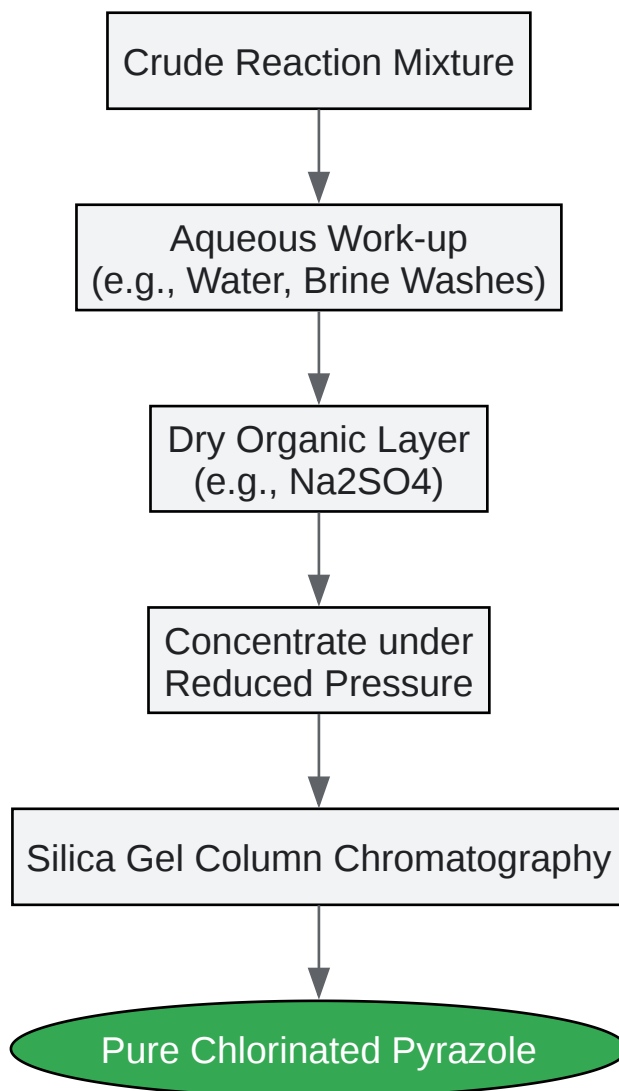 Crude Reaction Mixture
Aqueous Work-up
(e.g., Water, Brine Washes)
Dry Organic Layer
(e.g., Na2SO4)
Concentrate under
Reduced Pressure
Silica Gel Column Chromatography
Pure Chlorinated Pyrazole